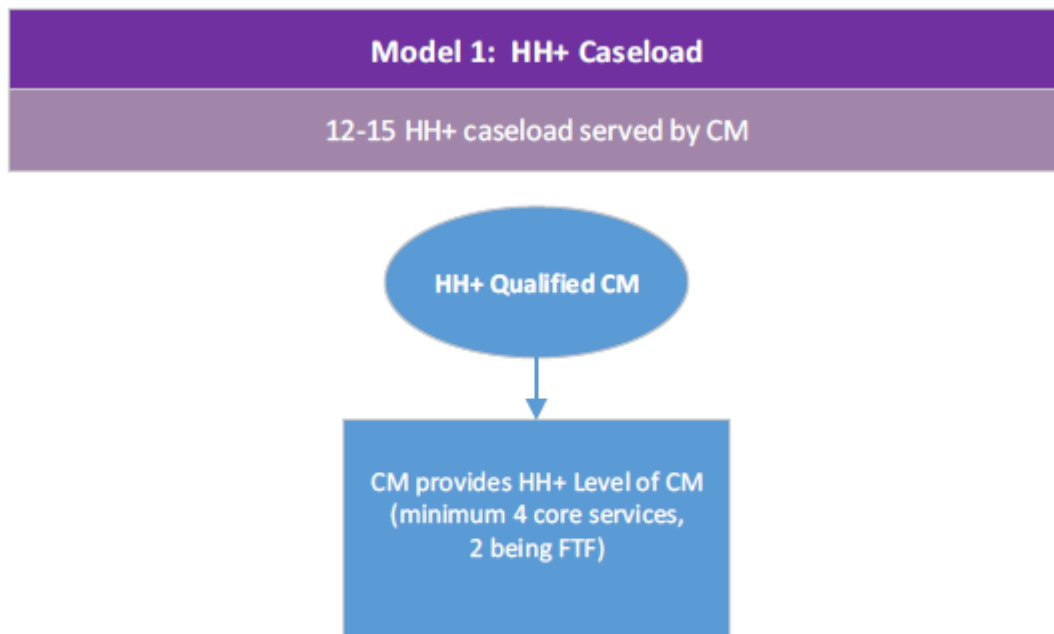 Model 1: HH+ Caseload
12-15 HH+ caseload served by CM
HH+ Qualified CM
CM provides HH+ Level of CM
(minimum 4 core services,
2 being FTF)